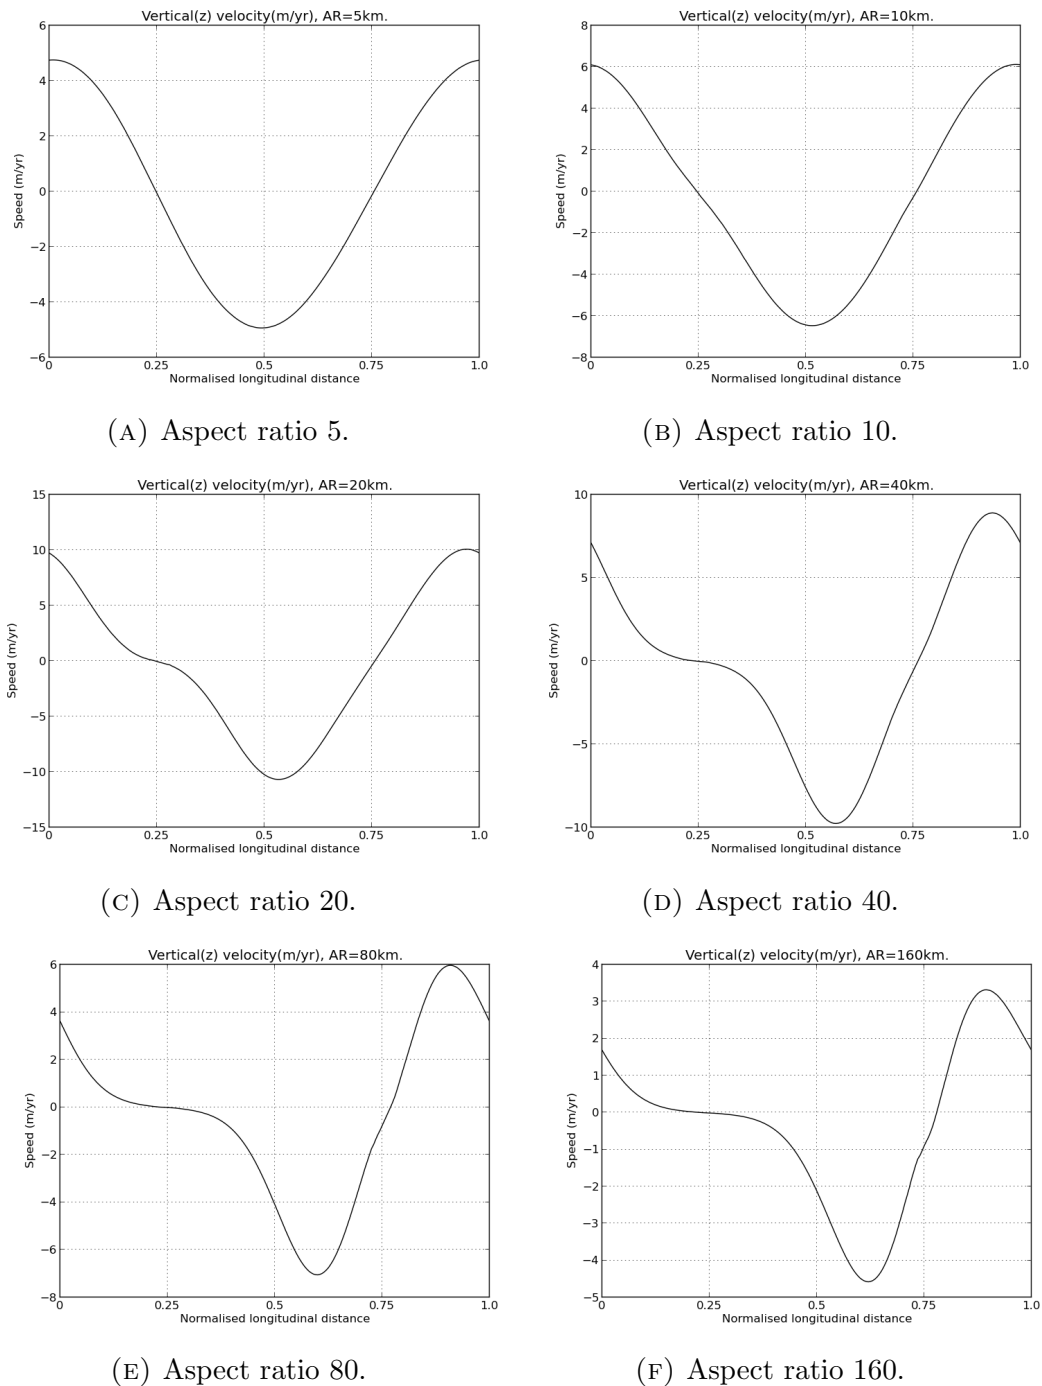 Vertical(z) velocity(m/yr), AR=5km.
6
4
2
0
−2
−4
−6
Speed (m/yr)
0 0.25 0.5 0.75 1.0
Normalised longitudinal distance
(A) Aspect ratio 5.
Vertical(z) velocity(m/yr), AR=10km.
8
6
4
2
0
−2
−4
−6
−8
Speed (m/yr)
0 0.25 0.5 0.75 1.0
Normalised longitudinal distance
(B) Aspect ratio 10.
Vertical(z) velocity(m/yr), AR=20km.
15
10
5
0
−5
−10
−15
Speed (m/yr)
0 0.25 0.5 0.75 1.0
Normalised longitudinal distance
(C) Aspect ratio 20.
Vertical(z) velocity(m/yr), AR=40km.
10
5
0
−5
−10
Speed (m/yr)
0 0.25 0.5 0.75 1.0
Normalised longitudinal distance
(D) Aspect ratio 40.
Vertical(z) velocity(m/yr), AR=80km.
6
4
2
0
−2
−4
−6
−8
Speed (m/yr)
0 0.25 0.5 0.75 1.0
Normalised longitudinal distance
(E) Aspect ratio 80.
Vertical(z) velocity(m/yr), AR=160km.
4
3
2
1
0
−1
−2
−3
−4
−5
Speed (m/yr)
0 0.25 0.5 0.75 1.0
Normalised longitudinal distance
(F) Aspect ratio 160.